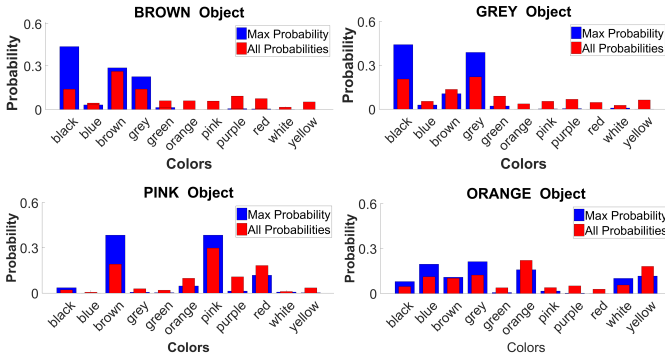 BROWN Object
Max Probability
All Probabilities
Probability
0.6
0.3
0
black blue brown grey green orange pink purple red white yellow
Colors
GREY Object
Max Probability
All Probabilities
Probability
0.6
0.3
0
black blue brown grey green orange pink purple red white yellow
Colors
PINK Object
Max Probability
All Probabilities
Probability
0.6
0.3
0
black blue brown grey green orange pink purple red white yellow
Colors
ORANGE Object
Max Probability
All Probabilities
Probability
0.6
0.3
0
black blue brown grey green orange pink purple red white yellow
Colors